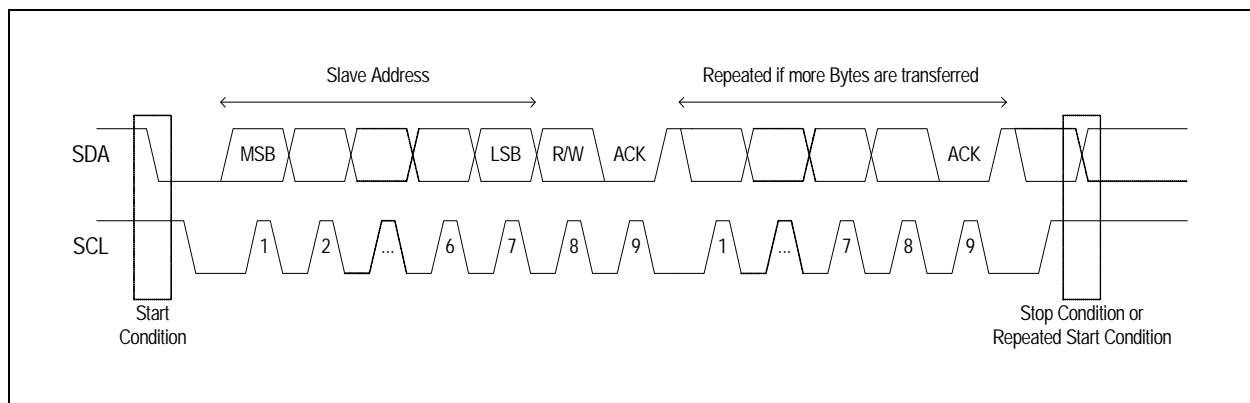 Slave Address
Repeated if more Bytes are transferred
SDA
MSB
LSB
R/W
ACK
ACK
SCL
1
2
...
6
7
8
9
1
...
7
8
9
Start
Condition
Stop Condition or
Repeated Start Condition